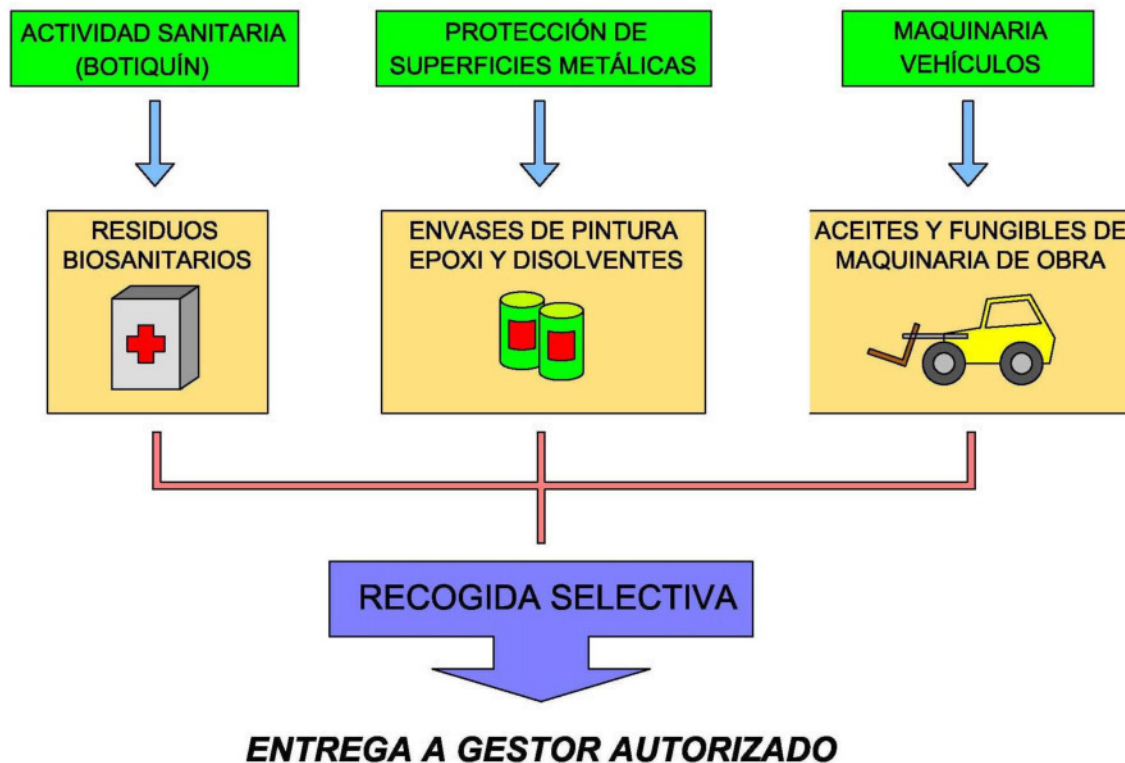 ACTIVIDAD SANITARIA
(BOTIQUÍN)
PROTECCIÓN DE
SUPERFICIES METÁLICAS
MAQUINARIA
VEHÍCULOS
RESIDUOS
BIOSANITARIOS
ENVASES DE PINTURA
EPOXI Y DISOLVENTES
ACEITES Y FUNGIBLES DE
MAQUINARIA DE OBRA
RECOGIDA SELECTIVA
ENTREGA A GESTOR AUTORIZADO